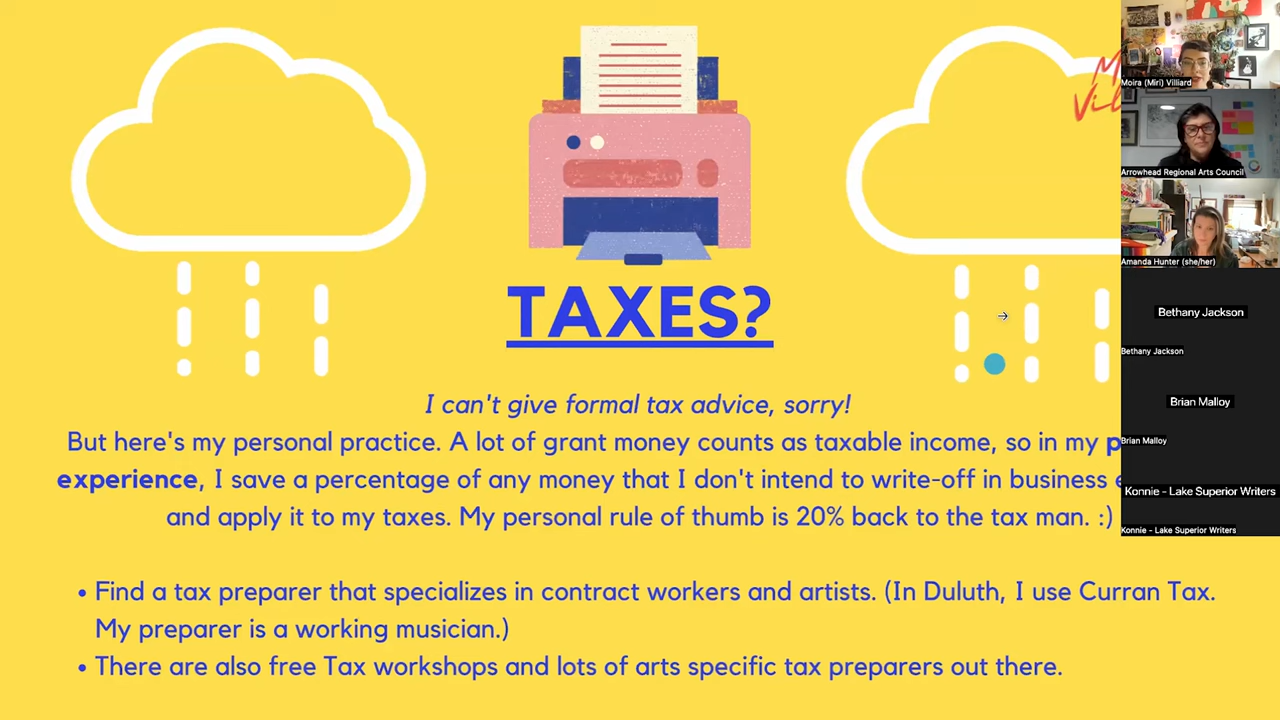 TAXES?
I can't give formal tax advice, sorry!
But here's my personal practice. A lot of grant money counts as taxable income, so in my
experience, I save a percentage of any money that I don't intend to write-off in business
and apply it to my taxes. My personal rule of thumb is 20% back to the tax man. :)
• Find a tax preparer that specializes in contract workers and artists. (In Duluth, I use Curran Tax.
My preparer is a working musician.)
• There are also free Tax workshops and lots of arts specific tax preparers out there.
Moira (Miri) Villiard
Arrowhead Regional Arts Council
Amanda Hunter (she/her)
Bethany Jackson
Bethany Jackson
Brian Malloy
Brian Malloy
Konnie - Lake Superior Writers
Konnie - Lake Superior Writers